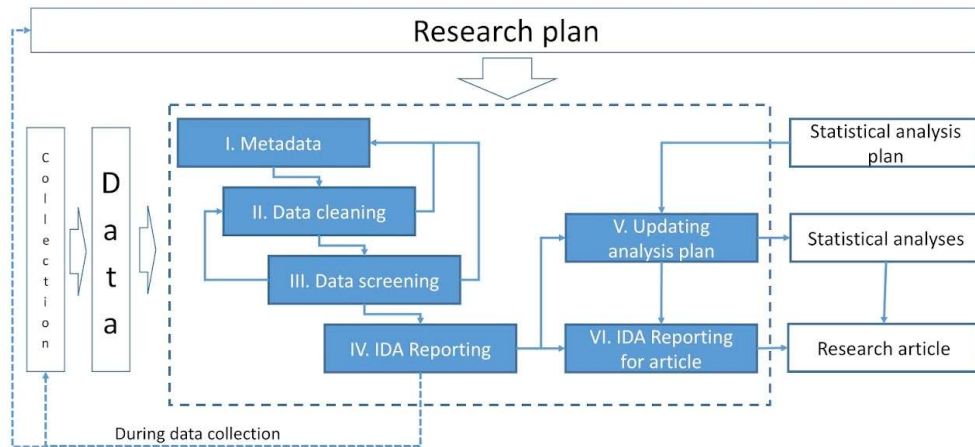 Research plan
Collection
Data
I. Metadata
II. Data cleaning
III. Data screening
IV. IDA Reporting
V. Updating
analysis plan
VI. IDA Reporting
for article
Statistical analysis
plan
Statistical analyses
Research article
During data collection